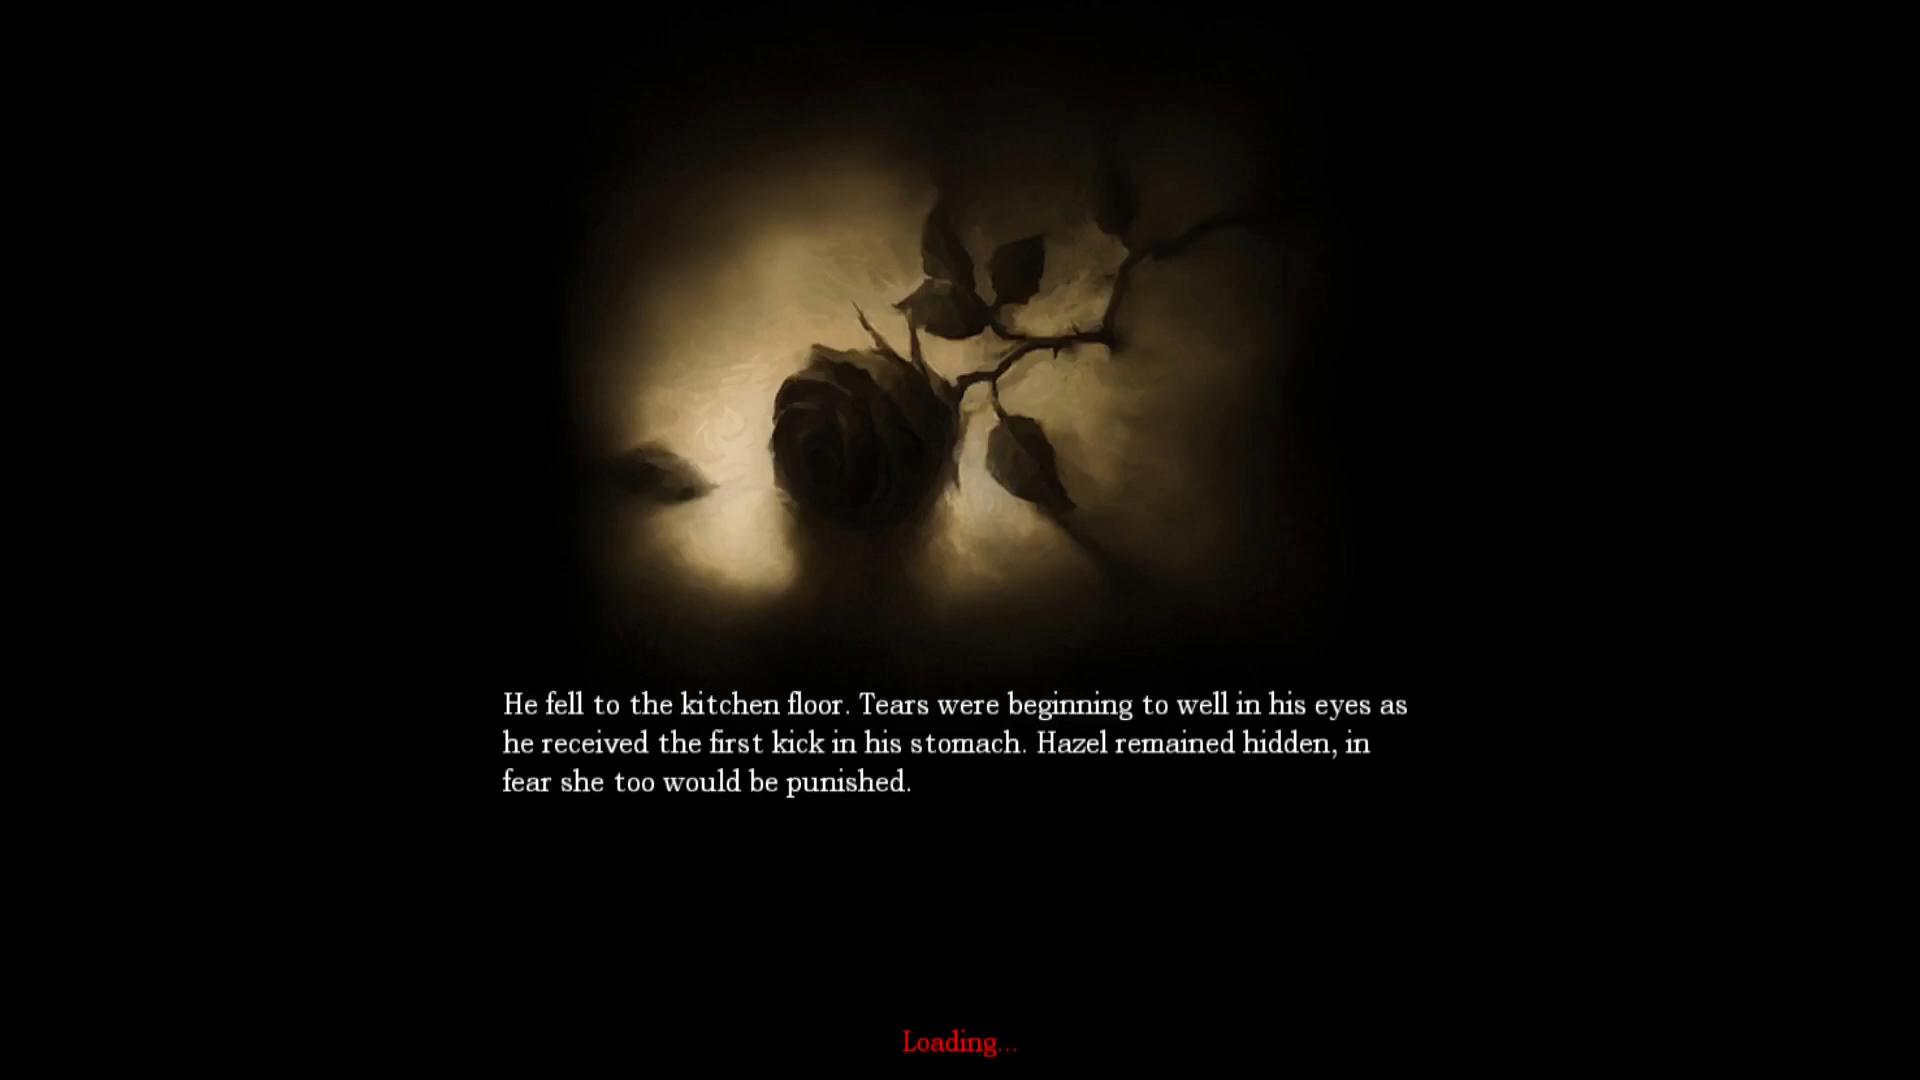 He fell to the kitchen floor. Tears were beginning to well in his eyes as
he received the first kick in his stomach. Hazel remained hidden, in
fear she too would be punished.
Loading...